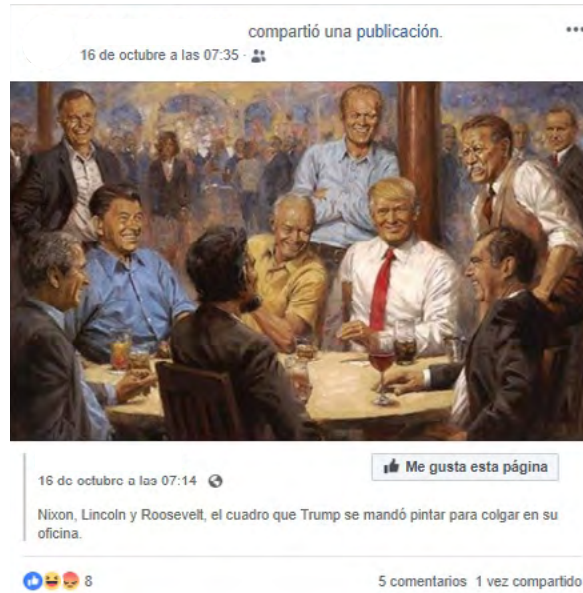 compartió una publicación.
16 de octubre a las 07:35 ·
Me gusta esta página
16 de octubre a las 07:14
Nixon, Lincoln y Roosevelt, el cuadro que Trump se mandó pintar para colgar en su
oficina.
8
5 comentarios 1 vez compartido